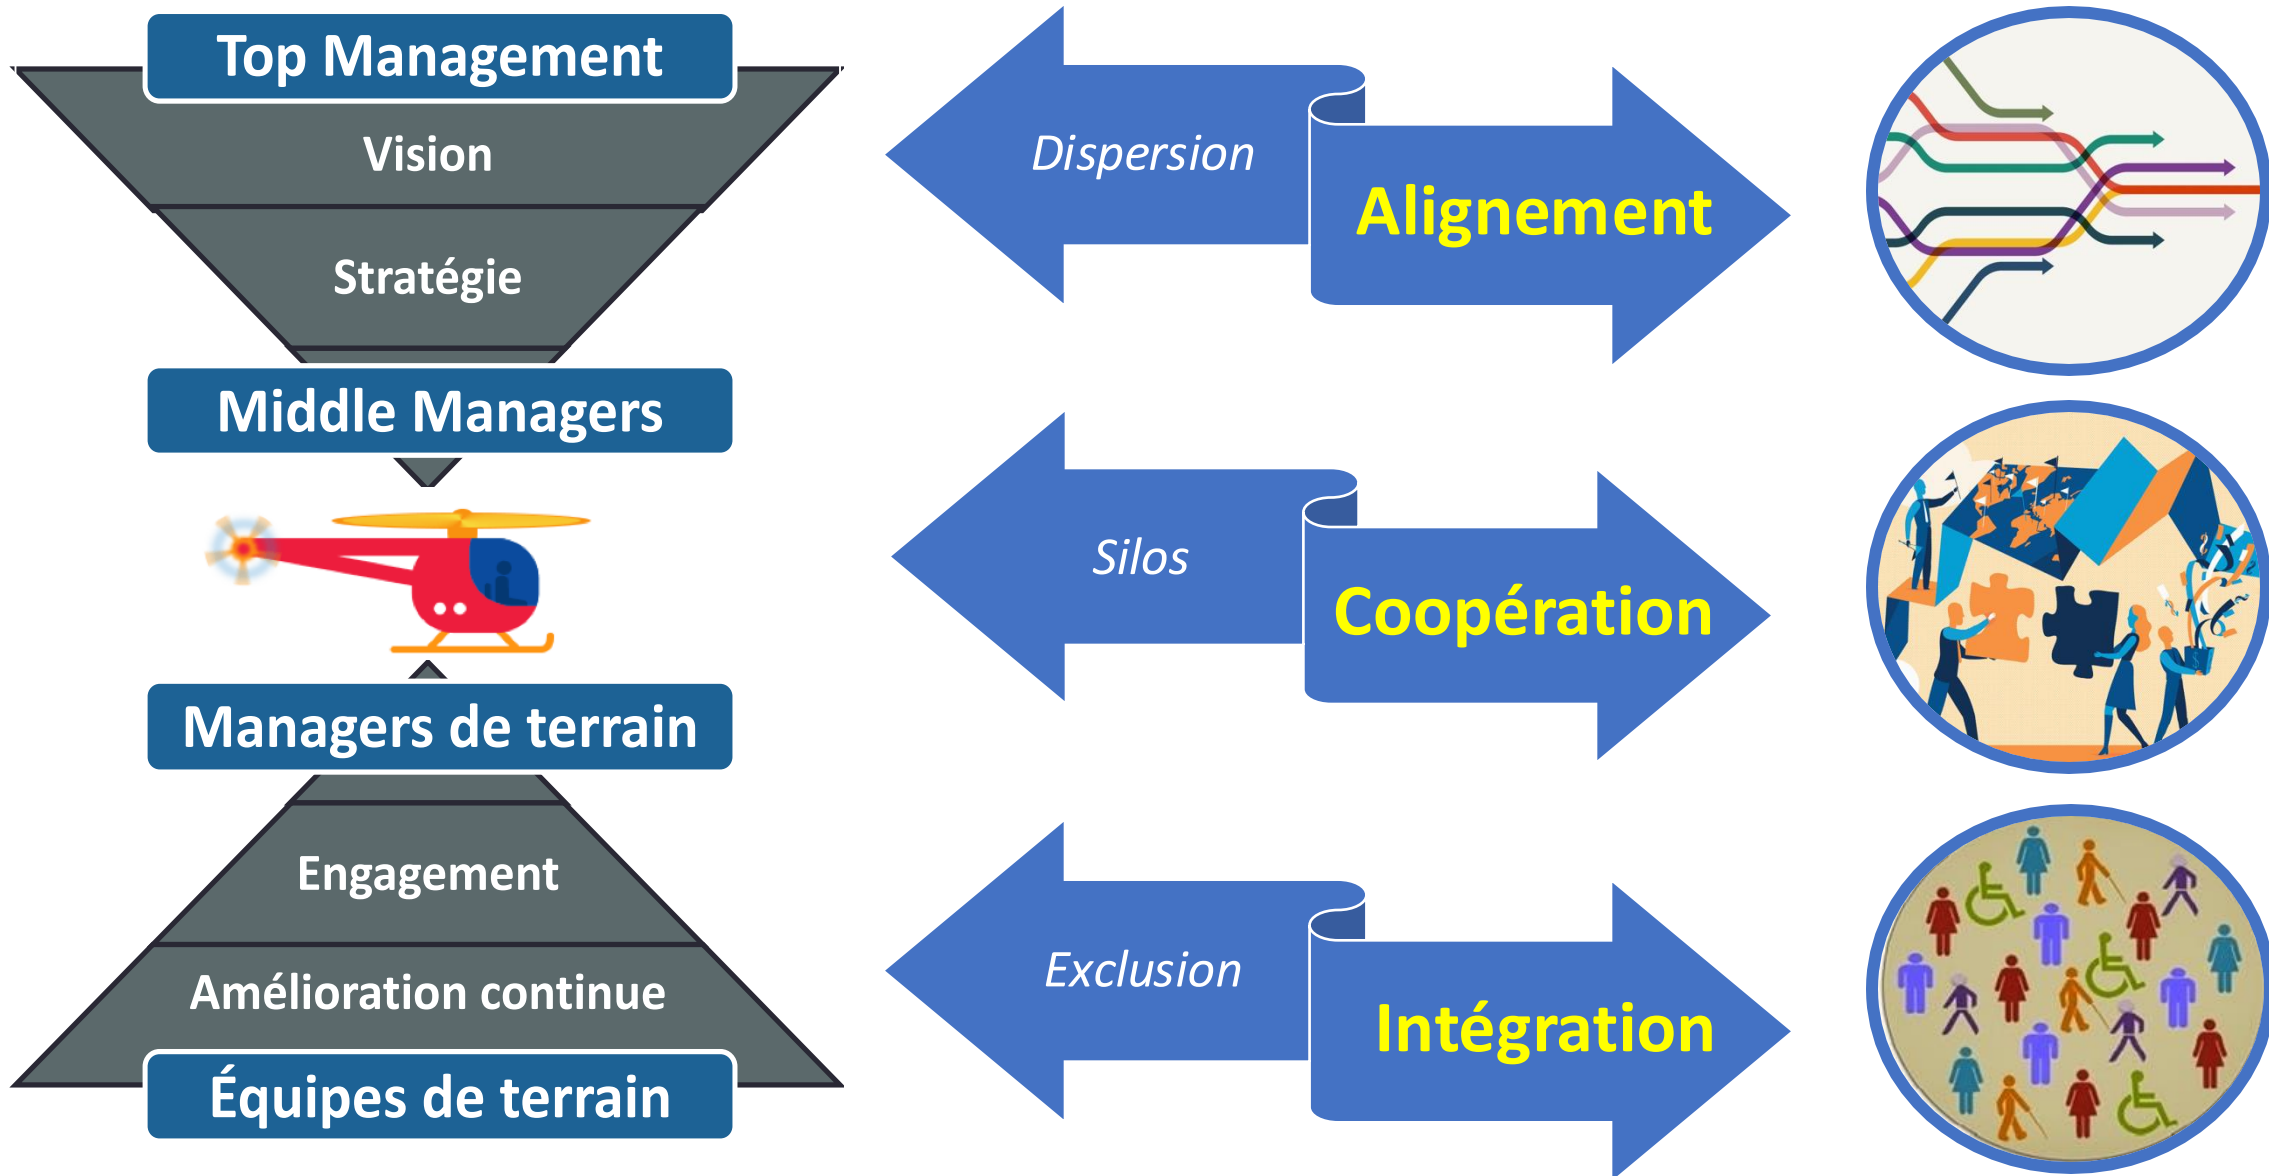 Top Management
Vision
Stratégie
Middle Managers
Managers de terrain
Engagement
Amélioration continue
Équipes de terrain
Dispersion
Alignement
Silos
Coopération
Exclusion
Intégration